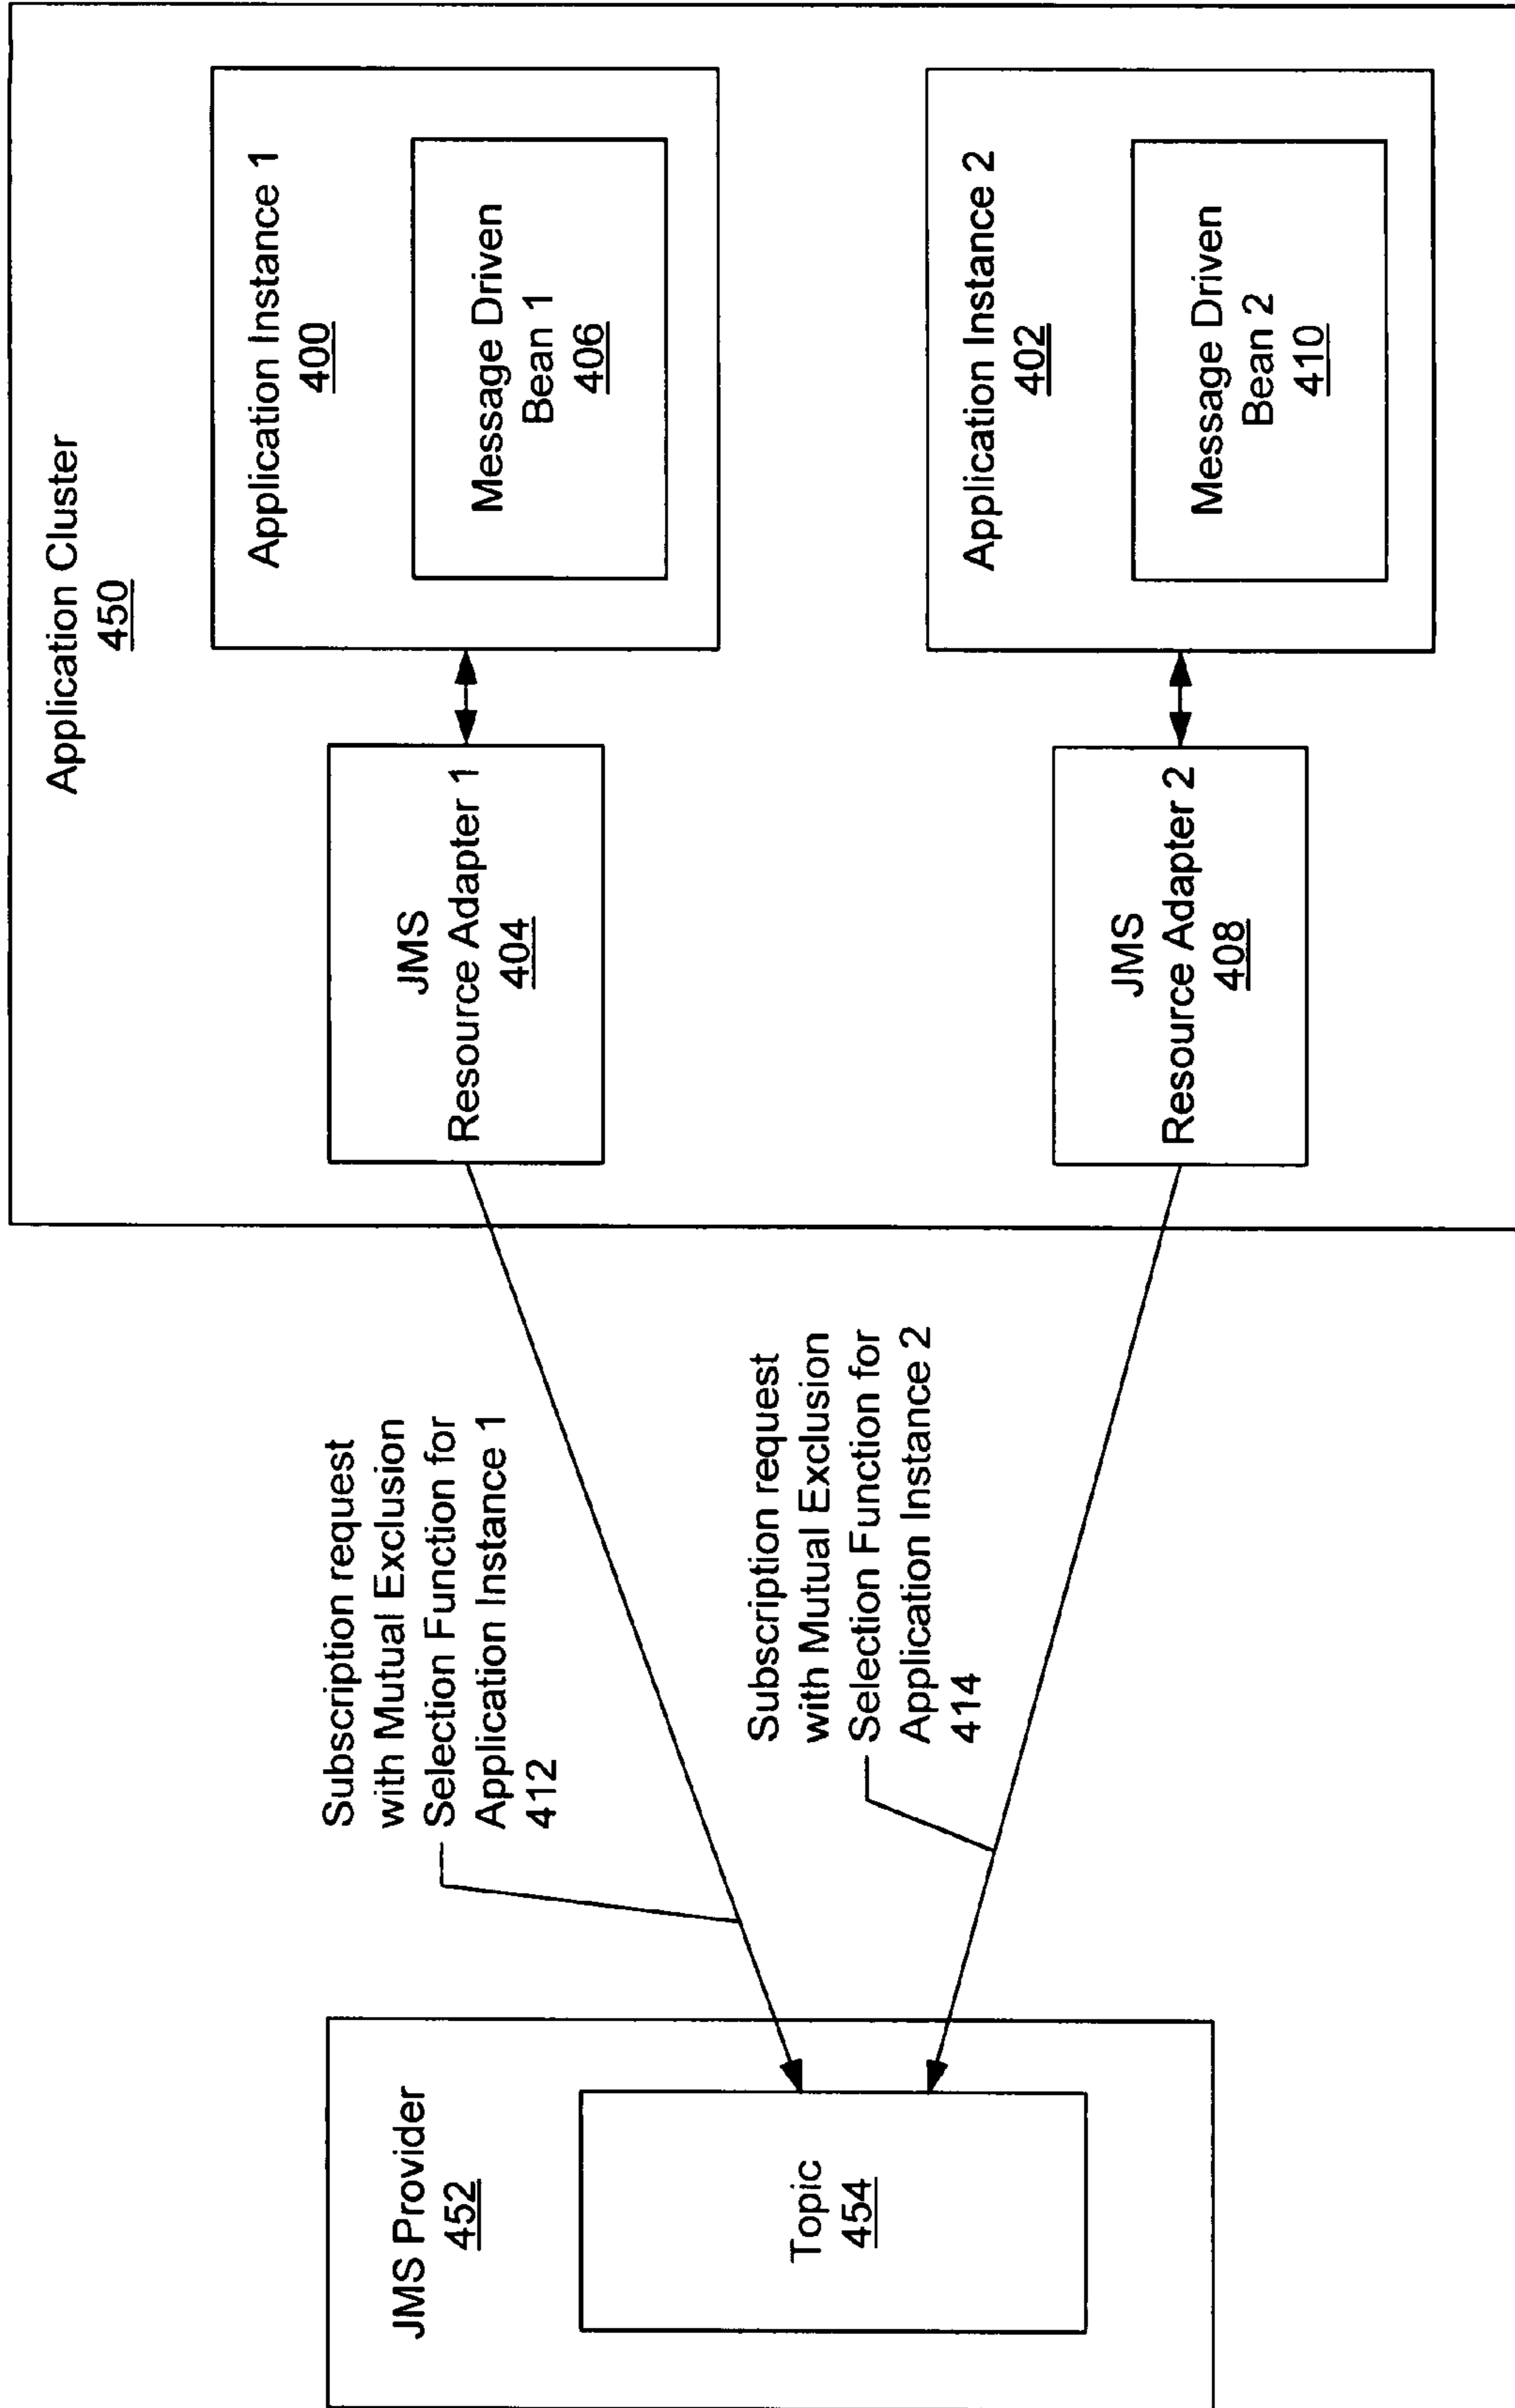 Application Cluster
450
Application Instance 1
400
Message Driven
Bean 1
406
JMS
Resource Adapter 1
404
Application Instance 2
402
Message Driven
Bean 2
410
JMS
Resource Adapter 2
408
Subscription request
with Mutual Exclusion
Selection Function for
Application Instance 1
412
Subscription request
with Mutual Exclusion
Selection Function for
Application Instance 2
414
JMS Provider
452
Topic
454